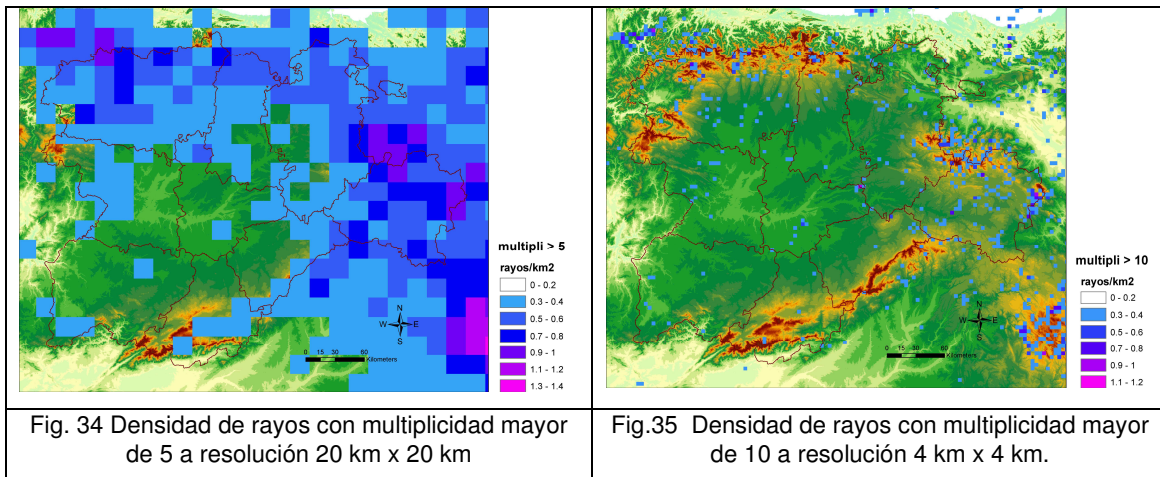 multipli > 5
rayos/km2
0 - 0.2
0.3 - 0.4
0.5 - 0.6
0.7 - 0.8
0.9 - 1
1.1 - 1.2
1.3 - 1.4
N
W E
S
0 15 30 60
Kilometers
multipli > 10
rayos/km2
0 - 0.2
0.3 - 0.4
0.5 - 0.6
0.7 - 0.8
0.9 - 1
1.1 - 1.2
N
W E
S
0 15 30 60
Kilometers
Fig. 34 Densidad de rayos con multiplicidad mayor
de 5 a resolución 20 km x 20 km
Fig.35 Densidad de rayos con multiplicidad mayor
de 10 a resolución 4 km x 4 km.